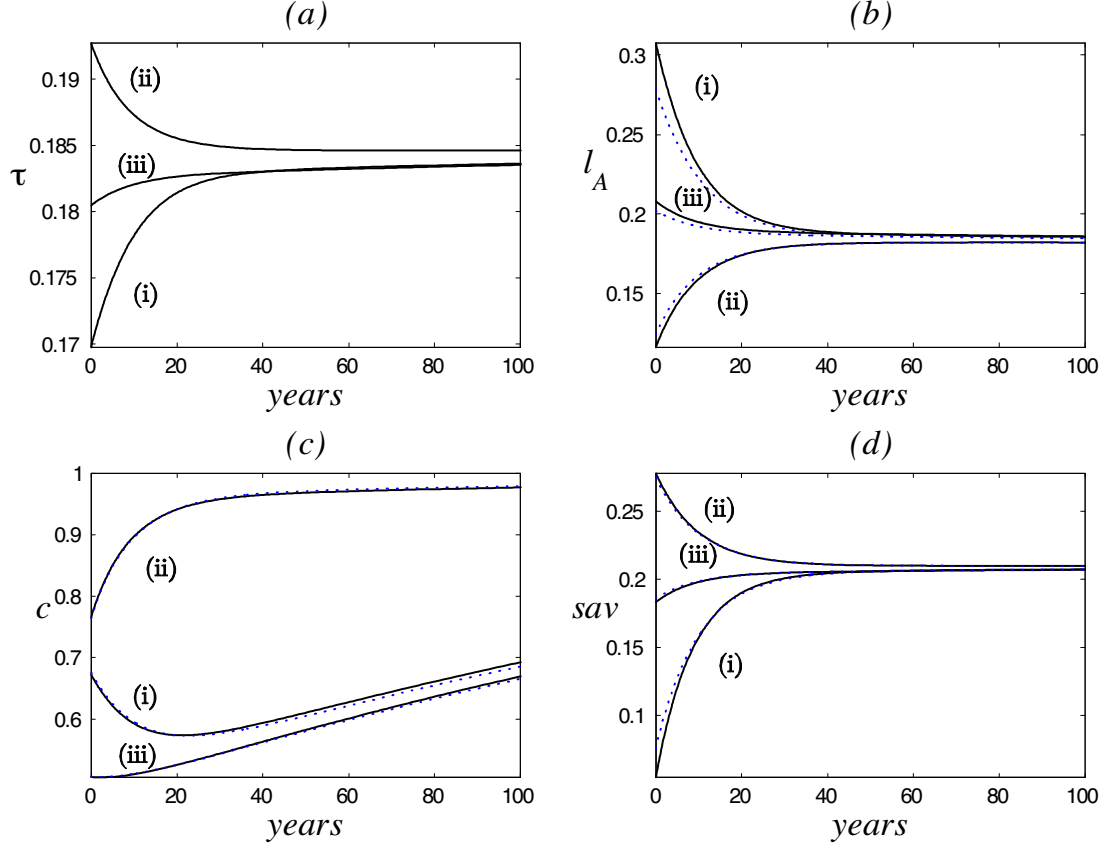 (a)
0.19
0.185
0.18
0.175
0.17
τ
(ii)
(iii)
(i)
0 20 40 60 80 100
years
(b)
0.3
0.25
0.2
0.15
l_A
(i)
(iii)
(ii)
0 20 40 60 80 100
years
(c)
1
0.9
0.8
0.7
0.6
c
(ii)
(i)
(iii)
0 20 40 60 80 100
years
(d)
0.25
0.2
0.15
0.1
sav
(ii)
(iii)
(i)
0 20 40 60 80 100
years